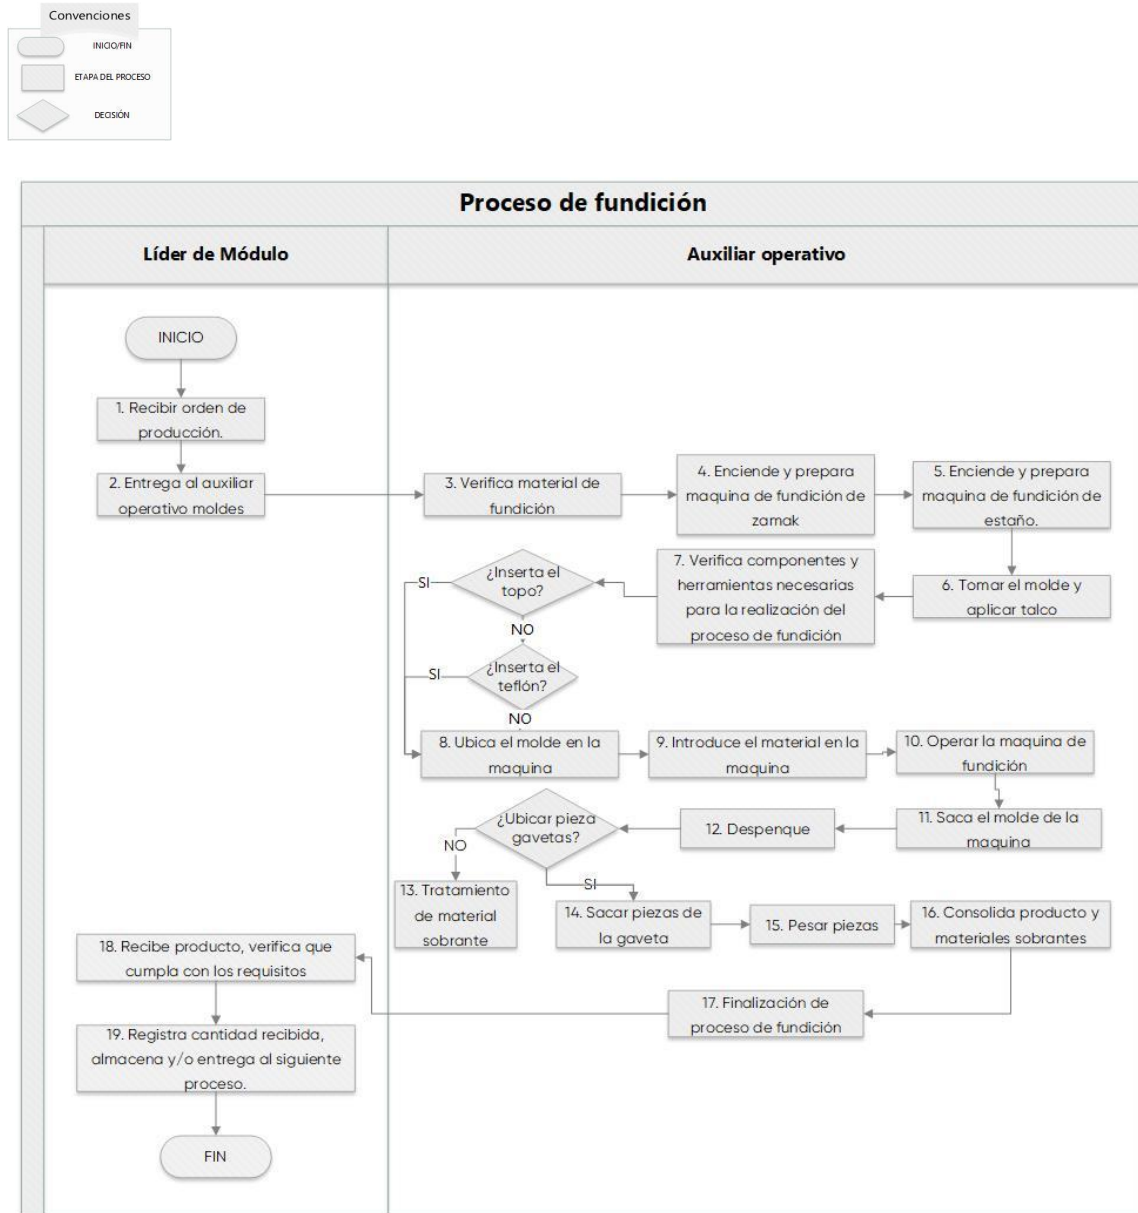 Convenciones
INICIO/FIN
ETAPA DEL PROCESO
DECISIÓN
Proceso de fundición
Líder de Módulo
Auxiliar operativo
INICIO
1. Recibir orden de
producción.
2. Entrega al auxiliar
operativo moldes
3. Verifica material de
fundición
4. Enciende y prepara
maquina de fundición de
zamak
5. Enciende y prepara
maquina de fundición de
estaño.
6. Tomar el molde y
aplicar talco
7. Verifica componentes y
herramientas necesarias
para la realización del
proceso de fundición
¿Inserta el
topo?
SI
NO
¿Inserta el
teflón?
SI
NO
8. Ubica el molde en la
maquina
9. Introduce el material en la
maquina
10. Operar la maquina de
fundición
11. Saca el molde de la
maquina
12. Despenque
¿Ubicar pieza
gavetas?
NO
SI
13. Tratamiento
de material
sobrante
14. Sacar piezas de
la gaveta
15. Pesar piezas
16. Consolida producto y
materiales sobrantes
17. Finalización de
proceso de fundición
18. Recibe producto, verifica que
cumpla con los requisitos
19. Registra cantidad recibida,
almacena y/o entrega al siguiente
proceso.
FIN